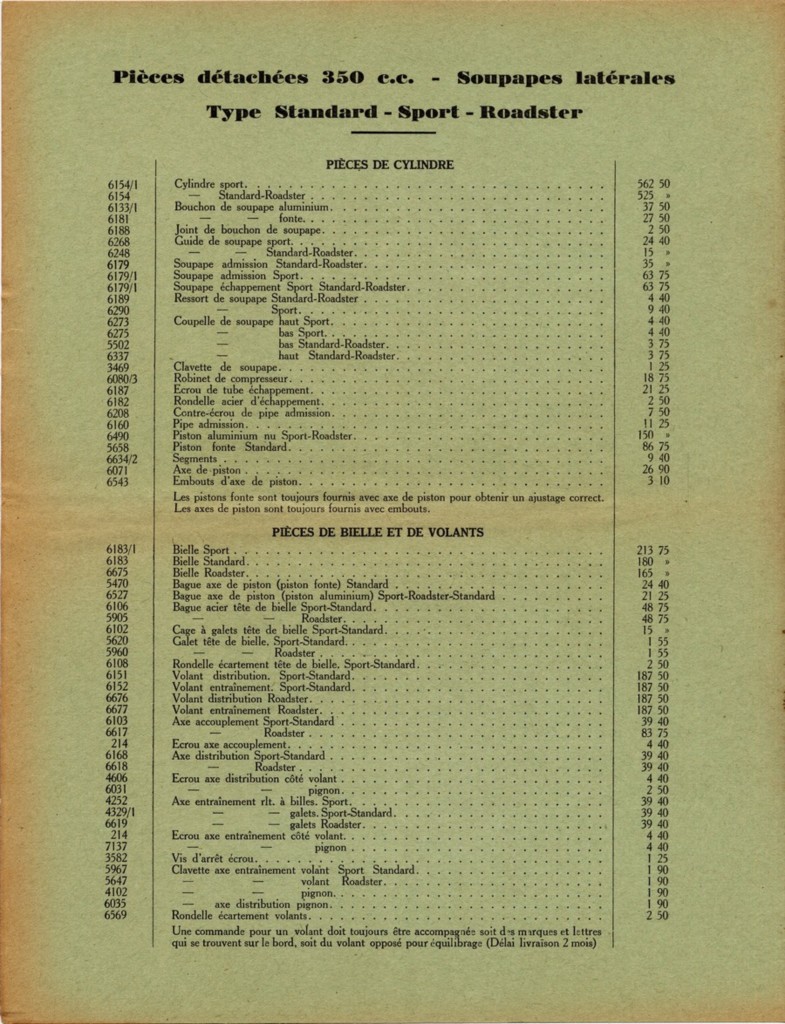 Pièces détachées 350 c.c. - Soupapes latérales
Type Standard - Sport - Roadster
PIÈCES DE CYLINDRE
6154/1 Cylindre sport. 562 50
6154 — Standard-Roadster 525 »
6133/1 Bouchon de soupape aluminium. 37 50
6181 — — fonte. 27 50
6188 Joint de bouchon de soupape. 2 50
6268 Guide de soupape sport. 24 40
6248 — — Standard-Roadster. 15 »
6179 Soupape admission Standard-Roadster. 35 »
6179/1 Soupape admission Sport. 63 75
6179/1 Soupape échappement Sport Standard-Roadster. 63 75
6189 Ressort de soupape Standard-Roadster 4 40
6290 — Sport. 9 40
6273 Coupelle de soupape haut Sport. 4 40
6275 — bas Sport. 4 40
5502 — bas Standard-Roadster. 3 75
6337 — haut Standard-Roadster. 3 75
3469 Clavette de soupape. 1 25
6080/3 Robinet de compresseur. 18 75
6187 Ecrou de tube échappement. 21 25
6182 Rondelle acier d'échappement. 2 50
6208 Contre-écrou de pipe admission. 7 50
6160 Pipe admission. 11 25
6490 Piston aluminium nu Sport-Roadster. 150 »
5658 Piston fonte Standard. 86 75
6634/2 Segments 9 40
6071 Axe de piston 26 90
6543 Embouts d'axe de piston. 3 10
Les pistons fonte sont toujours fournis avec axe de piston pour obtenir un ajustage correct.
Les axes de piston sont toujours fournis avec embouts.
PIÈCES DE BIELLE ET DE VOLANTS
6183/1 Bielle Sport 213 75
6183 Bielle Standard. 180 »
6675 Bielle Roadster. 165 »
5470 Bague axe de piston (piston fonte) Standard 24 40
6527 Bague axe de piston (piston aluminium) Sport-Roadster-Standard 21 25
6106 Bague acier tête de bielle Sport-Standard. 48 75
5905 — — Roadster. 48 75
6102 Cage à galets tête de bielle Sport-Standard. 15 »
5620 Galet tête de bielle. Sport-Standard. 1 55
5960 — — Roadster 1 55
6108 Rondelle écartement tête de bielle. Sport-Standard. 2 50
6151 Volant distribution. Sport-Standard. 187 50
6152 Volant entraînement. Sport-Standard. 187 50
6676 Volant distribution Roadster. 187 50
6677 Volant entraînement Roadster. 187 50
6103 Axe accouplement Sport-Standard 39 40
6617 — Roadster 83 75
214 Ecrou axe accouplement. 4 40
6168 Axe distribution Sport-Standard 39 40
6618 — Roadster 39 40
4606 Ecrou axe distribution côté volant 4 40
6031 — — pignon. 2 50
4252 Axe entraînement rlt. à billes. Sport. 39 40
4329/1 — — galets. Sport-Standard. 39 40
6619 — — galets Roadster. 39 40
214 Ecrou axe entraînement côté volant. 4 40
7137 — — pignon 4 40
3582 Vis d'arrêt écrou. 1 25
5967 Clavette axe entraînement volant Sport Standard. 1 90
5647 — — volant Roadster. 1 90
4102 — — pignon. 1 90
6035 — axe distribution pignon. 1 90
6569 Rondelle écartement volants. 2 50
Une commande pour un volant doit toujours être accompagnée soit des marques et lettres
qui se trouvent sur le bord, soit du volant opposé pour équilibrage (Délai livraison 2 mois)